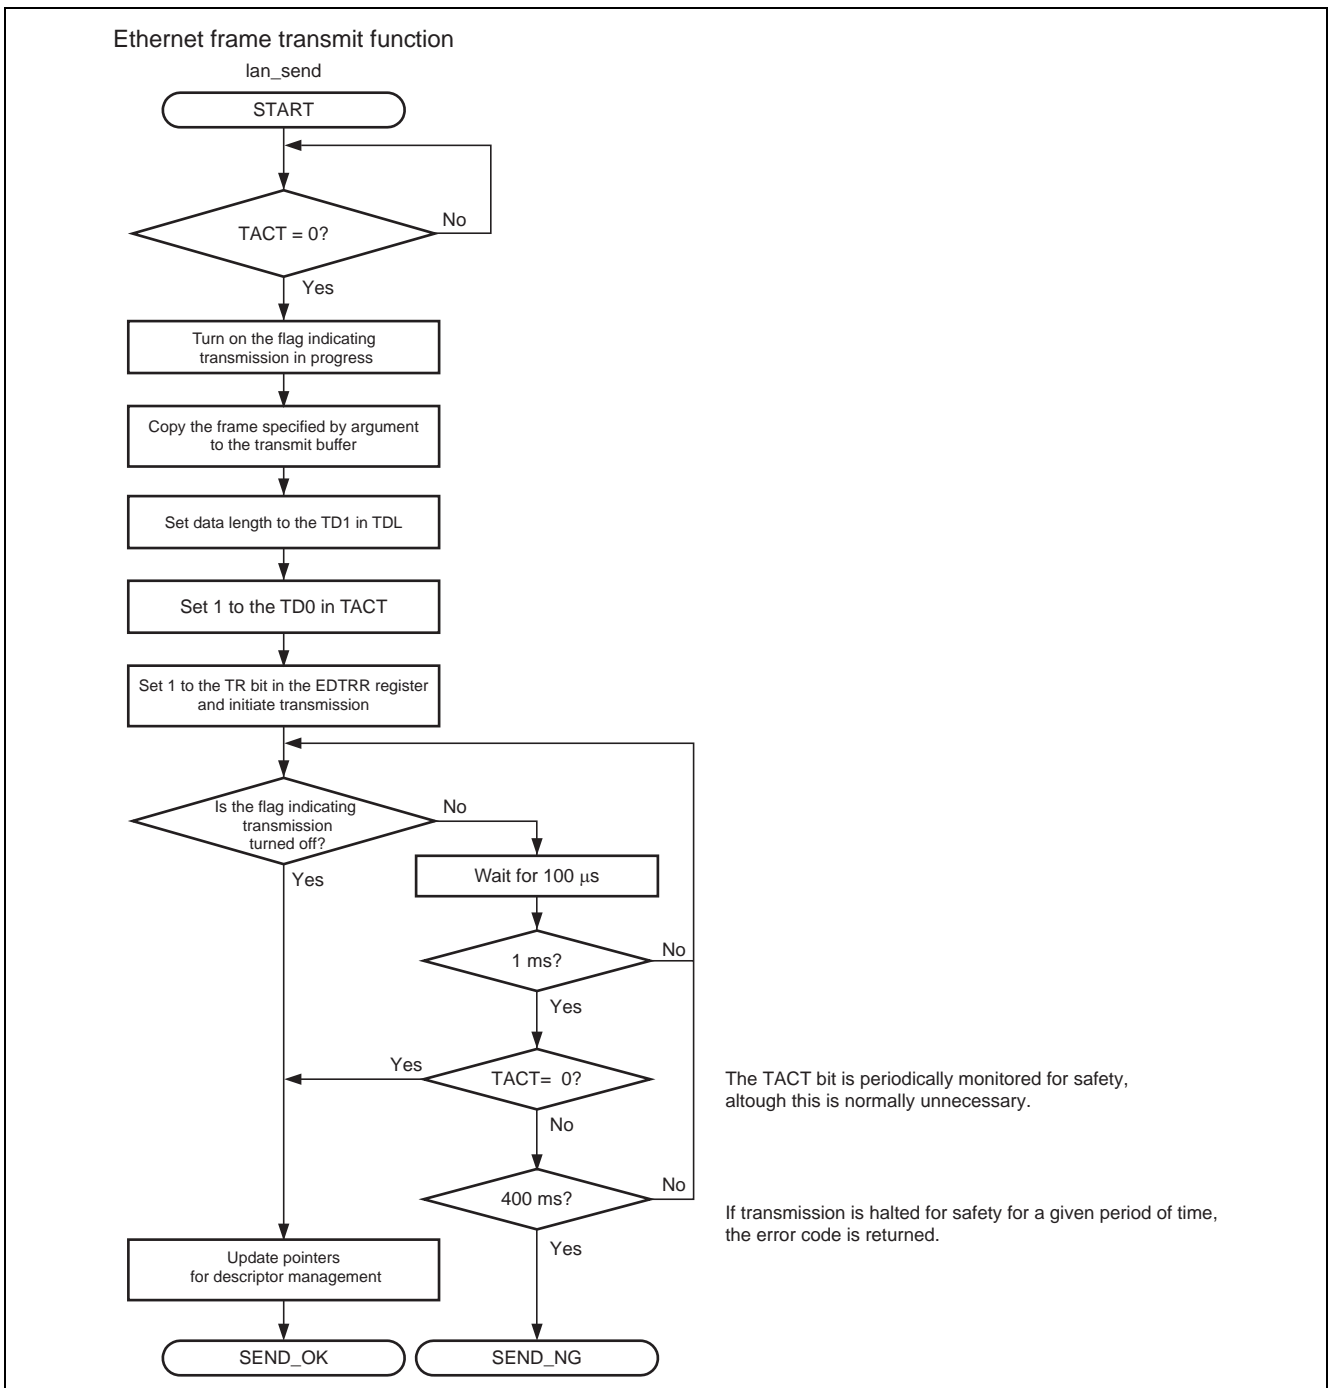 Ethernet frame transmit function
lan_send
START
TACT = 0?
No
Yes
Turn on the flag indicating
transmission in progress
Copy the frame specified by argument
to the transmit buffer
Set data length to the TD1 in TDL
Set 1 to the TD0 in TACT
Set 1 to the TR bit in the EDTRR register
and initiate transmission
Is the flag indicating
transmission
turned off?
No
Yes
Wait for 100 μs
1 ms?
No
Yes
TACT= 0?
Yes
No
The TACT bit is periodically monitored for safety,
altough this is normally unnecessary.
400 ms?
No
Yes
If transmission is halted for safety for a given period of time,
the error code is returned.
Update pointers
for descriptor management
SEND_OK
SEND_NG